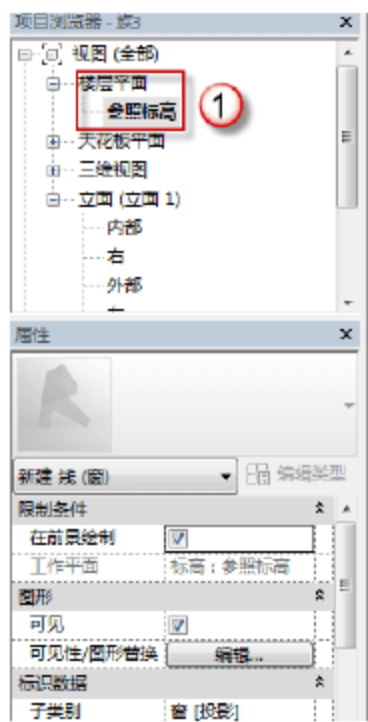 项目浏览器 - 族3
视图 (全部)
楼层平面
参照标高
1
天花板平面
三维视图
立面 (立面 1)
内部
右
外部
属性
新建 线 (窗)
编辑类型
限制条件
在前景绘制
工作平面 标高 : 参照标高
图形
可见
可见性/图形替换 编辑...
标识数据
子类别 窗 [投影]